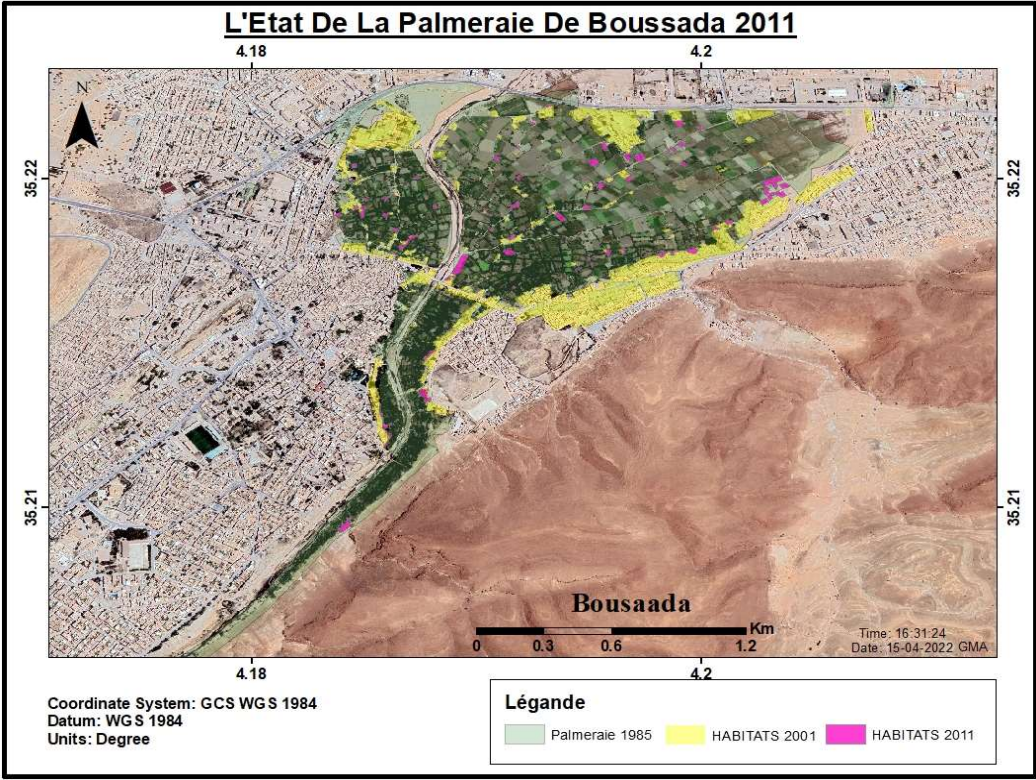 L'Etat De La Palmeraie De Boussada 2011
4.18 4.2
N
35.22 35.22
35.21 35.21
Bousaada
Km
0 0.3 0.6 1.2
Time: 16:31:24
Date: 15-04-2022 GMA
4.18 4.2
Coordinate System: GCS WGS 1984
Datum: WGS 1984
Units: Degree
Légande
Palmeraie 1985 HABITATS 2001 HABITATS 2011